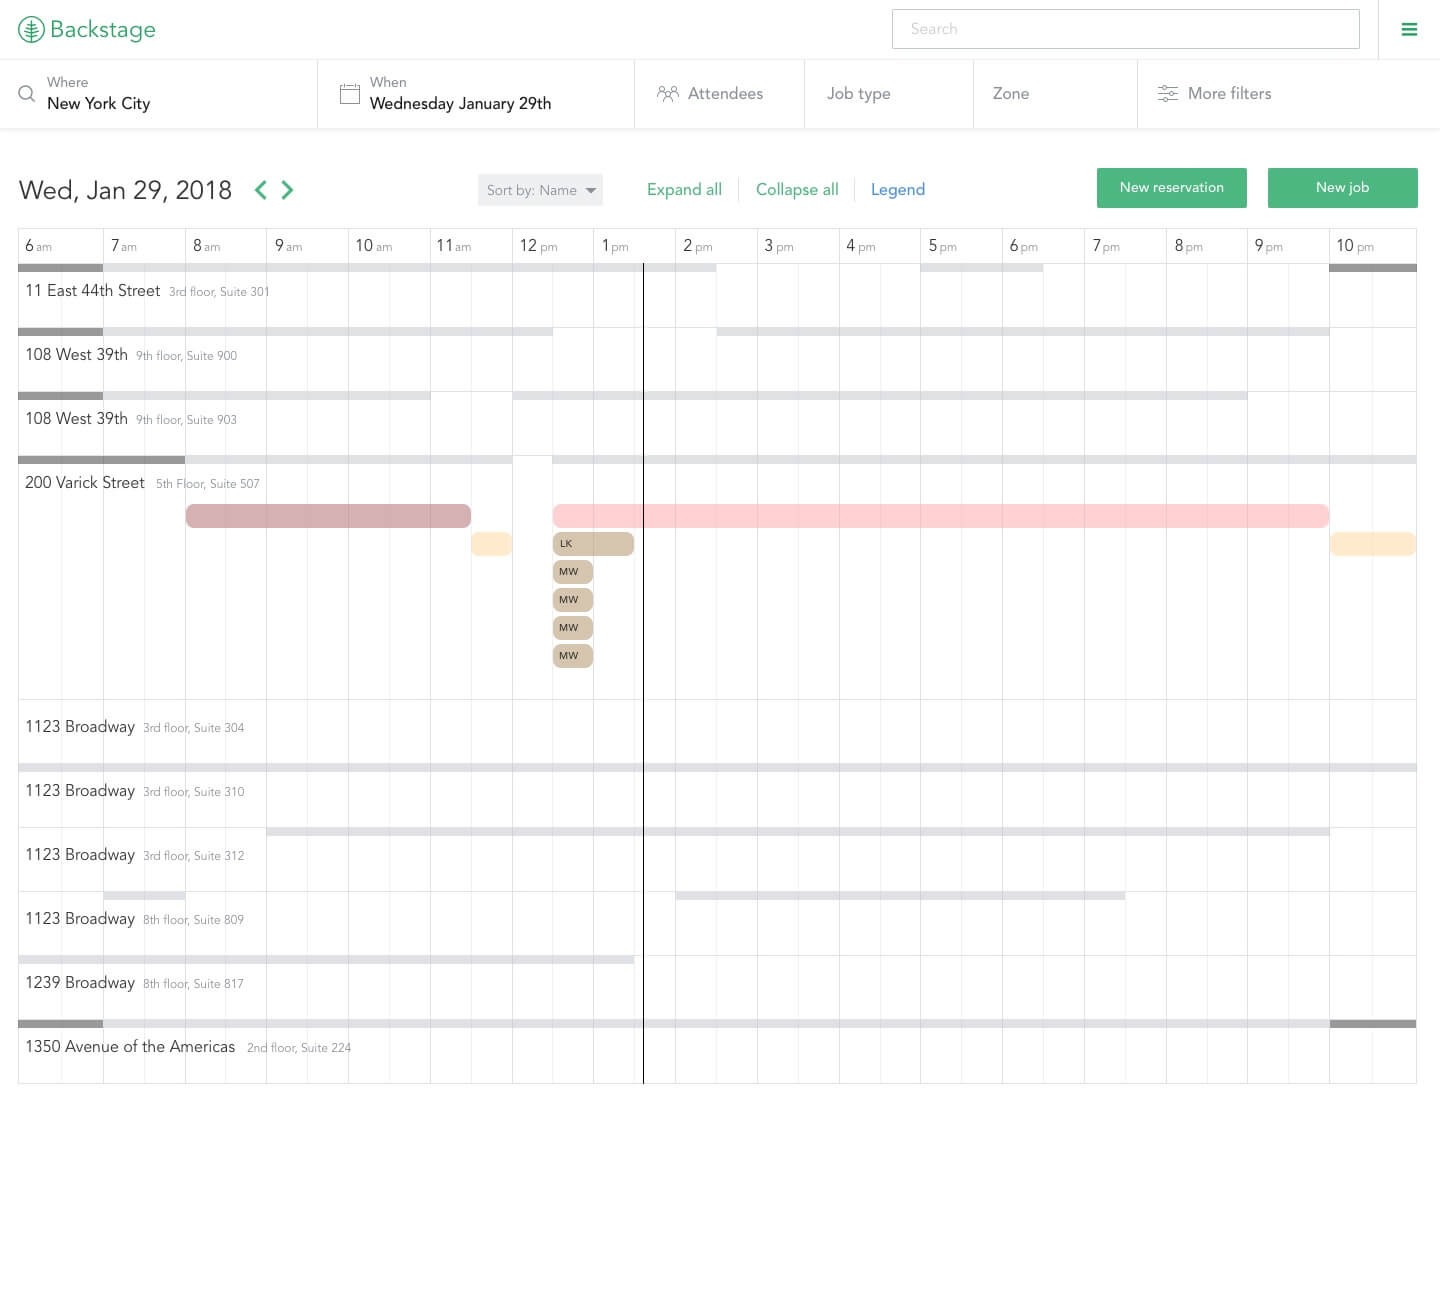 Backstage
Search
Where
New York City
When
Wednesday January 29th
Attendees
Job type
Zone
More filters
Wed, Jan 29, 2018
Sort by: Name
Expand all
Collapse all
Legend
New reservation
New job
6 am 7 am 8 am 9 am 10 am 11 am 12 pm 1 pm 2 pm 3 pm 4 pm 5 pm 6 pm 7 pm 8 pm 9 pm 10 pm
11 East 44th Street 3rd floor, Suite 301
108 West 39th 9th floor, Suite 900
108 West 39th 9th floor, Suite 903
200 Varick Street 5th Floor, Suite 507
LK
MW
MW
MW
MW
1123 Broadway 3rd floor, Suite 304
1123 Broadway 3rd floor, Suite 310
1123 Broadway 3rd floor, Suite 312
1123 Broadway 8th floor, Suite 809
1239 Broadway 8th floor, Suite 817
1350 Avenue of the Americas 2nd floor, Suite 224